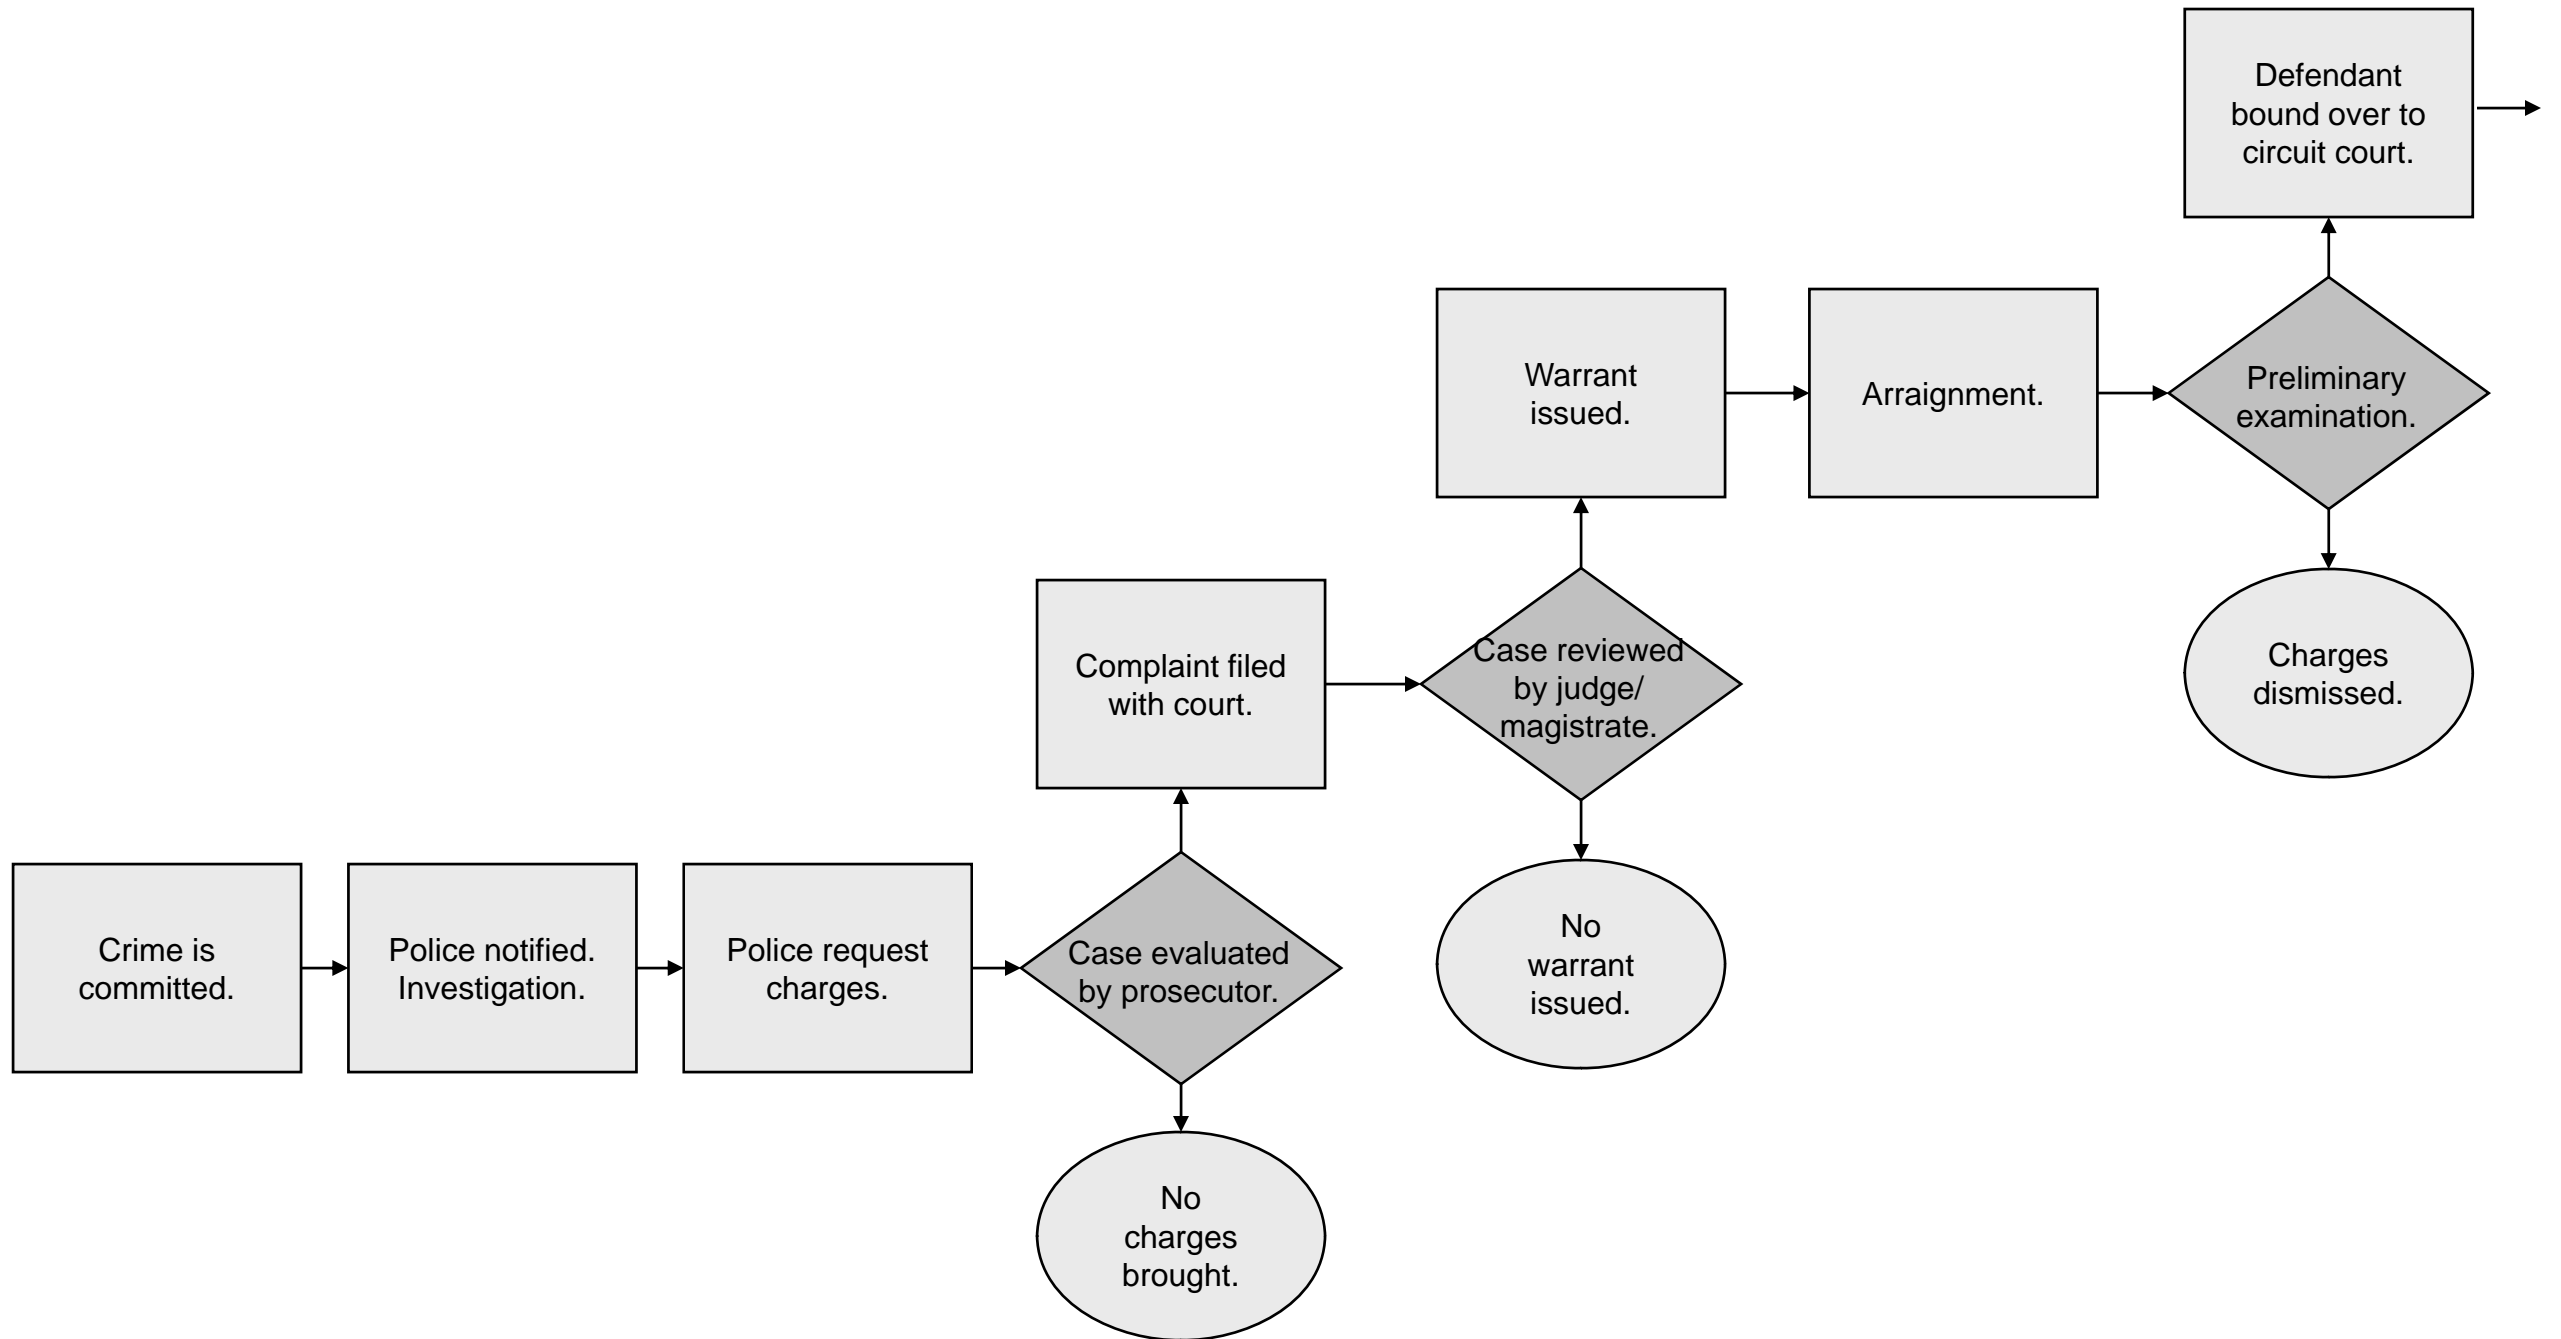 Crime is
committed.
Police notified.
Investigation.
Police request
charges.
Case evaluated
by prosecutor.
No
charges
brought.
Complaint filed
with court.
Case reviewed
by judge/
magistrate.
No
warrant
issued.
Warrant
issued.
Arraignment.
Preliminary
examination.
Charges
dismissed.
Defendant
bound over to
circuit court.